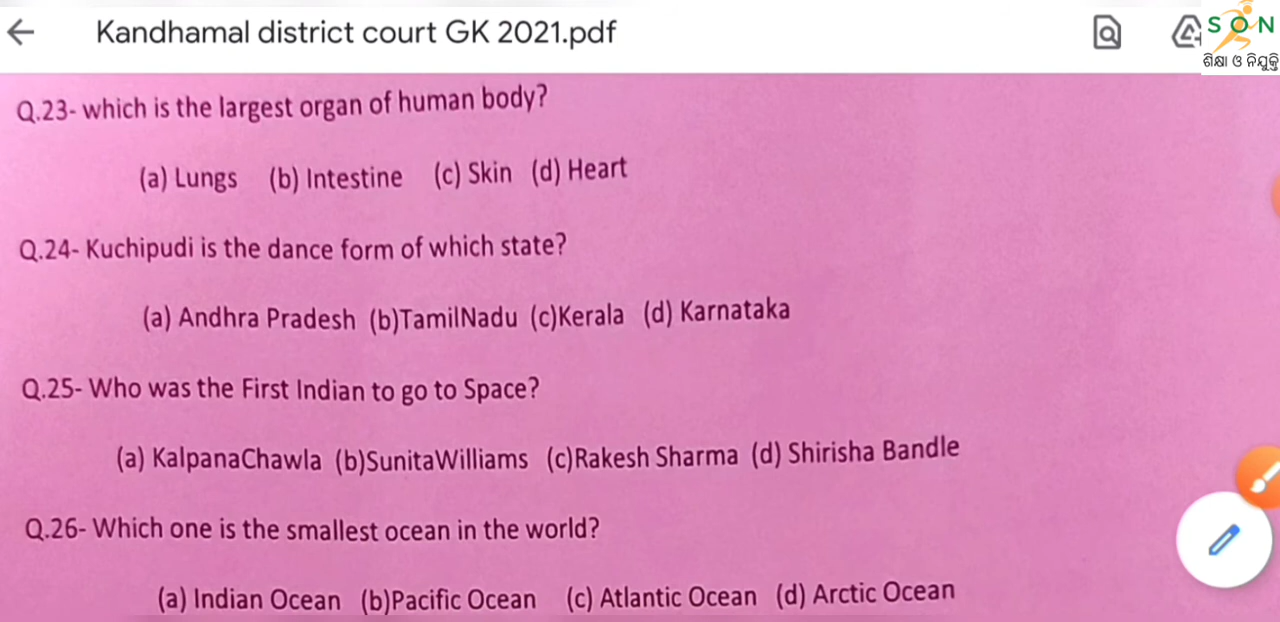 Kandhamal district court GK 2021.pdf
S O N
ଶିକ୍ଷା ଓ ନିଯୁକ୍ତି
Q.23- which is the largest organ of human body?
(a) Lungs (b) Intestine (c) Skin (d) Heart
Q.24- Kuchipudi is the dance form of which state?
(a) Andhra Pradesh (b)TamilNadu (c)Kerala (d) Karnataka
Q.25- Who was the First Indian to go to Space?
(a) KalpanaChawla (b)SunitaWilliams (c)Rakesh Sharma (d) Shirisha Bandle
Q.26- Which one is the smallest ocean in the world?
(a) Indian Ocean (b)Pacific Ocean (c) Atlantic Ocean (d) Arctic Ocean